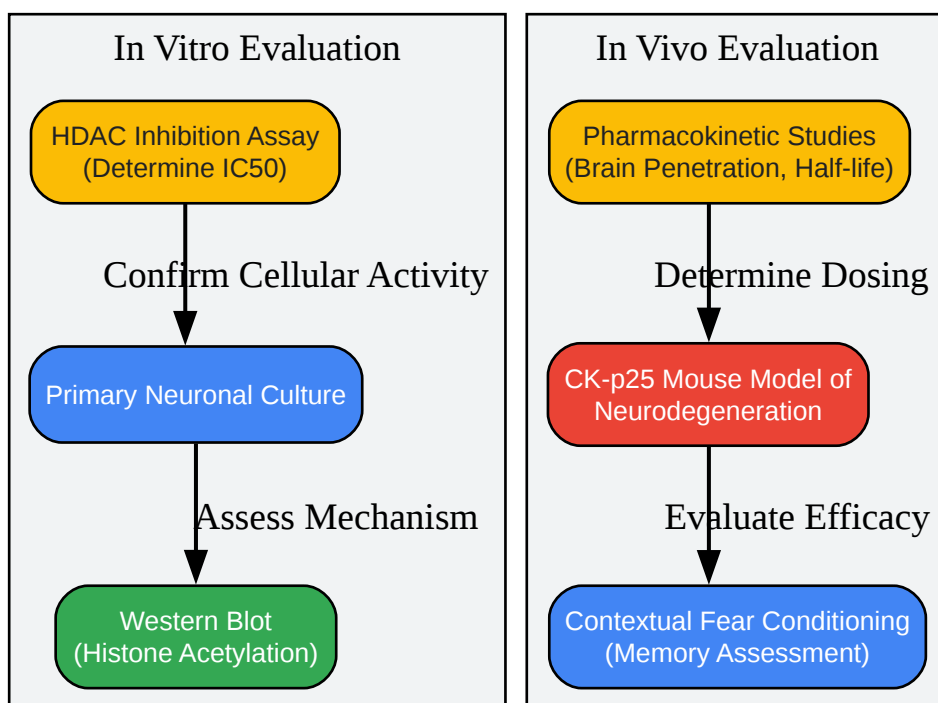 In Vitro Evaluation
HDAC Inhibition Assay
(Determine IC50)
Confirm Cellular Activity
Primary Neuronal Culture
Assess Mechanism
Western Blot
(Histone Acetylation)
In Vivo Evaluation
Pharmacokinetic Studies
(Brain Penetration, Half-life)
Determine Dosing
CK-p25 Mouse Model of
Neurodegeneration
Evaluate Efficacy
Contextual Fear Conditioning
(Memory Assessment)